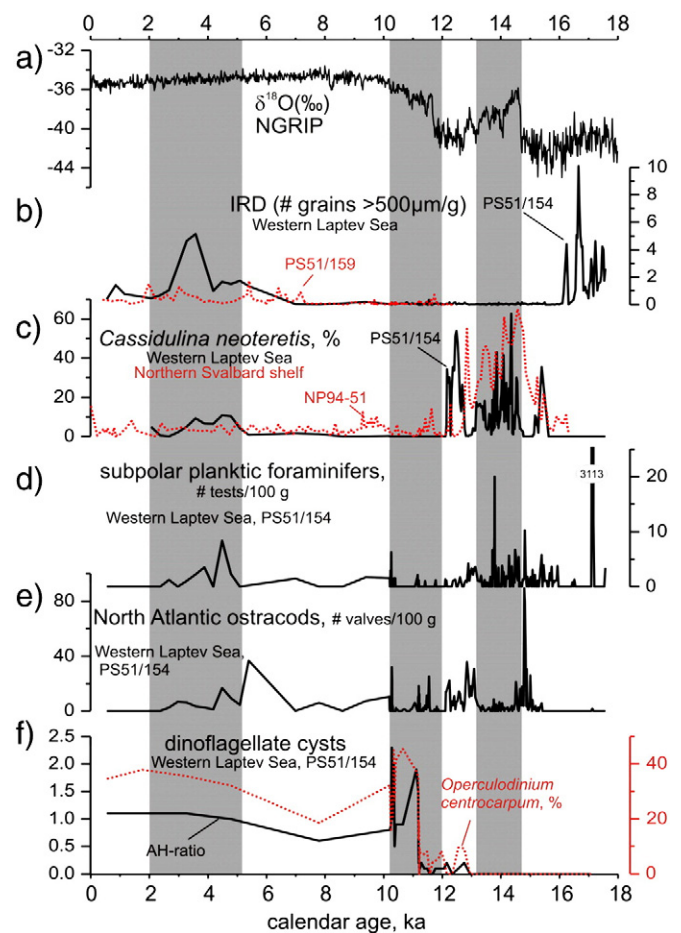 0 2 4 6 8 10 12 14 16 18
a)
-32
-36
-40
-44
δ¹⁸O(‰)
NGRIP
b)
IRD (# grains >500µm/g)
Western Laptev Sea
PS51/154
PS51/159
10
8
6
4
2
0
c)
60
40
20
0
Cassidulina neoteretis, %
Western Laptev Sea
Northern Svalbard shelf
PS51/154
NP94-51
d)
subpolar planktic foraminifers,
# tests/100 g
Western Laptev Sea, PS51/154
3113
20
10
0
e)
80
40
0
North Atlantic ostracods, # valves/100 g
Western Laptev Sea,
PS51/154
f)
2.5
2.0
1.5
1.0
0.5
0.0
dinoflagellate cysts
Western Laptev Sea, PS51/154
AH-ratio
Operculodinium
centrocarpum, %
40
20
0
0 2 4 6 8 10 12 14 16 18
calendar age, ka